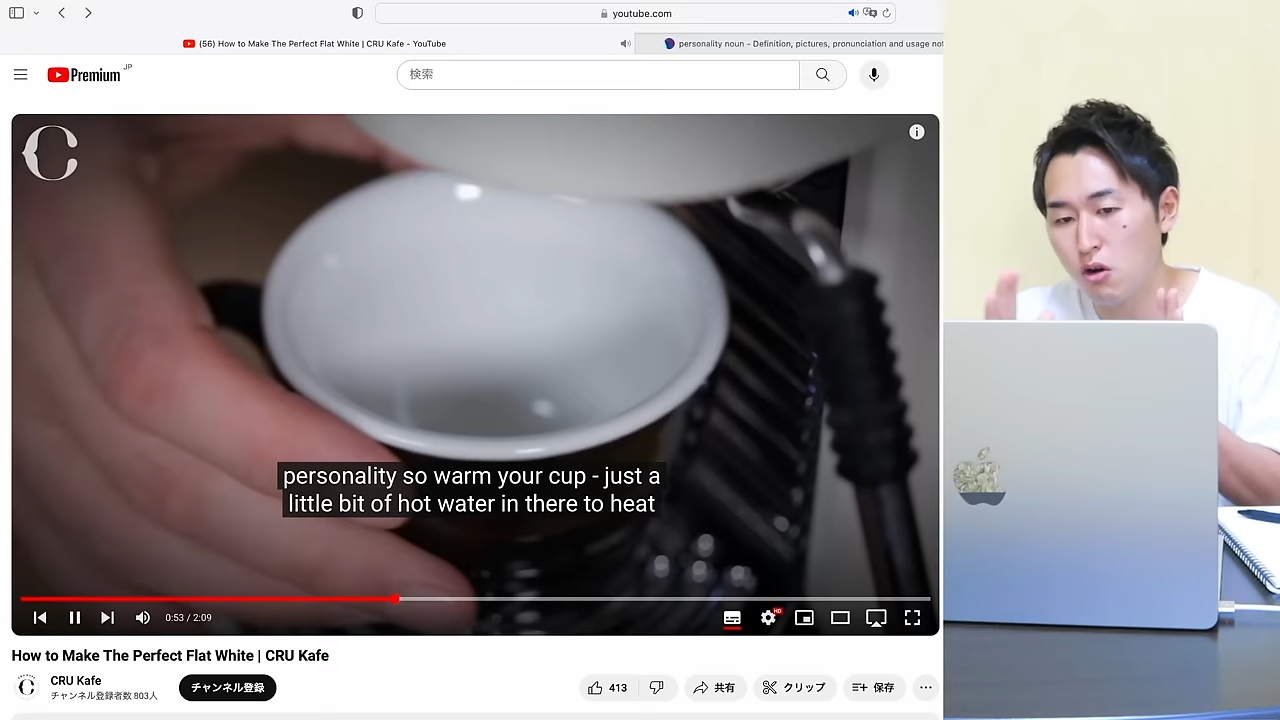 youtube.com
(56) How to Make The Perfect Flat White | CRU Kafe - YouTube
personality noun - Definition, pictures, pronunciation and usage not
Premium JP
検索
C
personality so warm your cup - just a
little bit of hot water in there to heat
0:53 / 2:09
HD
How to Make The Perfect Flat White | CRU Kafe
CRU Kafe
チャンネル登録者数 803人
チャンネル登録
413
共有
クリップ
保存